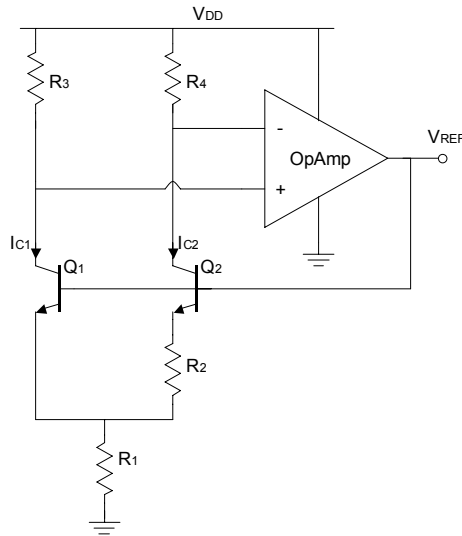 VDD
R3
R4
-
OpAmp
VREF
+
IC1
IC2
Q1
Q2
R2
R1